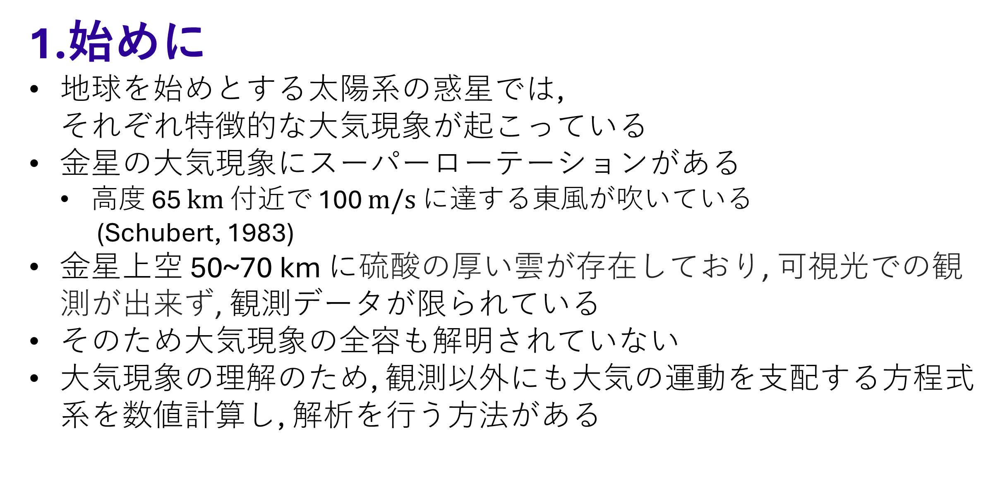 1.始めに
• 地球を始めとする太陽系の惑星では,
それぞれ特徴的な大気現象が起こっている
• 金星の大気現象にスーパーローテーションがある
• 高度 65 km 付近で 100 m/s に達する東風が吹いている
(Schubert, 1983)
• 金星上空 50~70 km に硫酸の厚い雲が存在しており, 可視光での観
測が出来ず, 観測データが限られている
• そのため大気現象の全容も解明されていない
• 大気現象の理解のため, 観測以外にも大気の運動を支配する方程式
系を数値計算し, 解析を行う方法がある